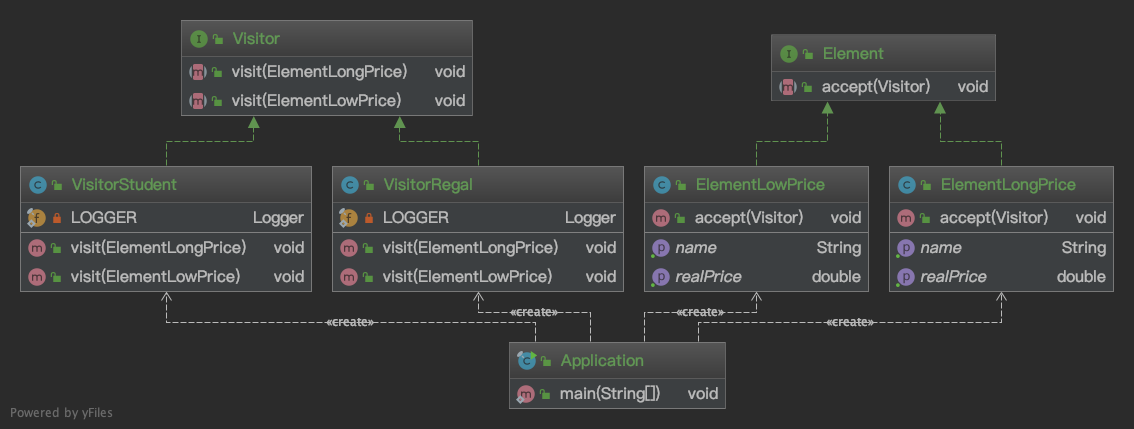 Visitor
visit(ElementLongPrice) void
visit(ElementLowPrice) void
Element
accept(Visitor) void
VisitorStudent
LOGGER Logger
visit(ElementLongPrice) void
visit(ElementLowPrice) void
VisitorRegal
LOGGER Logger
visit(ElementLongPrice) void
visit(ElementLowPrice) void
ElementLowPrice
accept(Visitor) void
name String
realPrice double
ElementLongPrice
accept(Visitor) void
name String
realPrice double
«create»
«create»
«create»
«create»
Application
main(String[]) void
Powered by yFiles